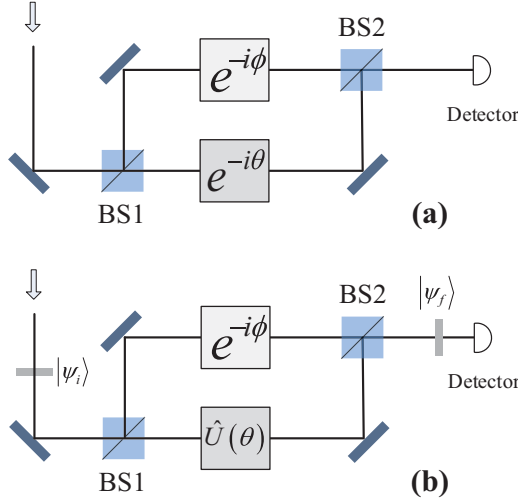 BS2
e^{-iϕ}
Detector
e^{-iθ}
BS1
(a)
|ψ_f⟩
BS2
e^{-iϕ}
|ψ_i⟩
Detector
Û(θ)
BS1
(b)